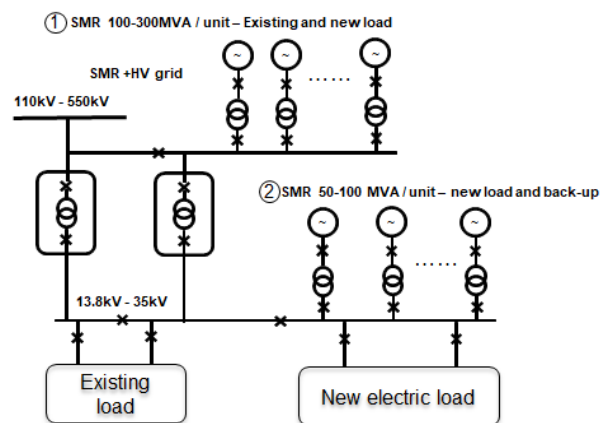 ① SMR 100-300MVA / unit – Existing and new load
~ ~ ~
......
SMR +HV grid
110kV - 550kV
② SMR 50-100 MVA / unit – new load and back-up
~ ~ ~
......
13.8kV - 35kV
Existing
load
New electric load